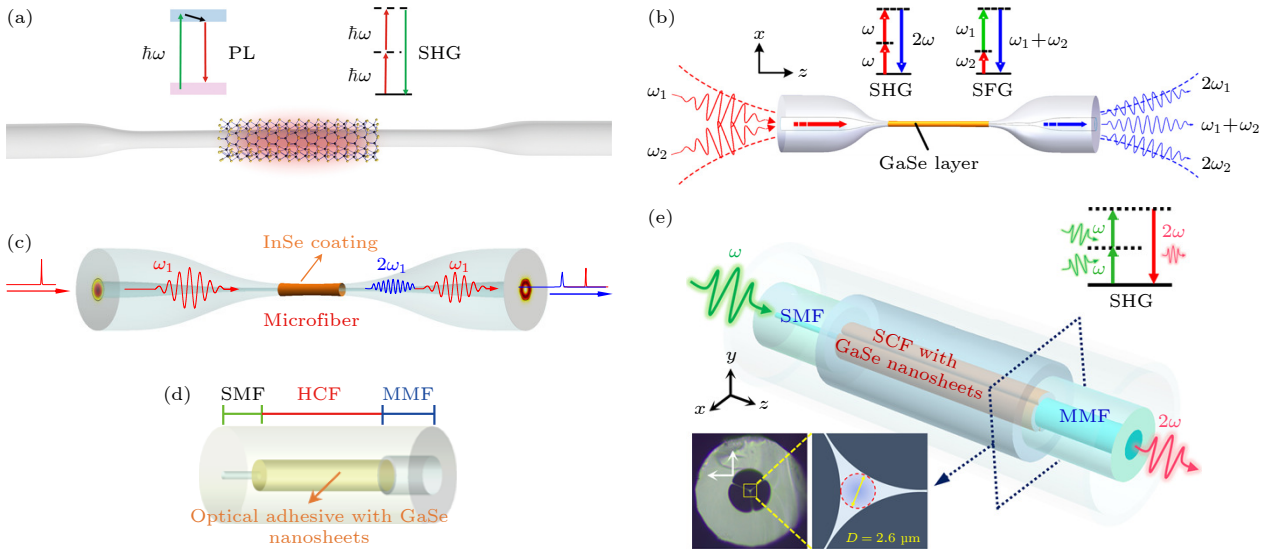 (a)
ħω
PL
ħω
ħω
SHG
(b)
x
z
ω
ω
2ω
SHG
ω₁
ω₂
ω₁+ω₂
SFG
ω₁
ω₂
GaSe layer
2ω₁
ω₁+ω₂
2ω₂
(c)
InSe coating
ω₁
2ω₁
ω₁
Microfiber
(d)
SMF
HCF
MMF
Optical adhesive with GaSe
nanosheets
(e)
ω
SMF
SCF with
GaSe nanosheets
MMF
2ω
ω
ω
2ω
SHG
y
x
z
D = 2.6 µm